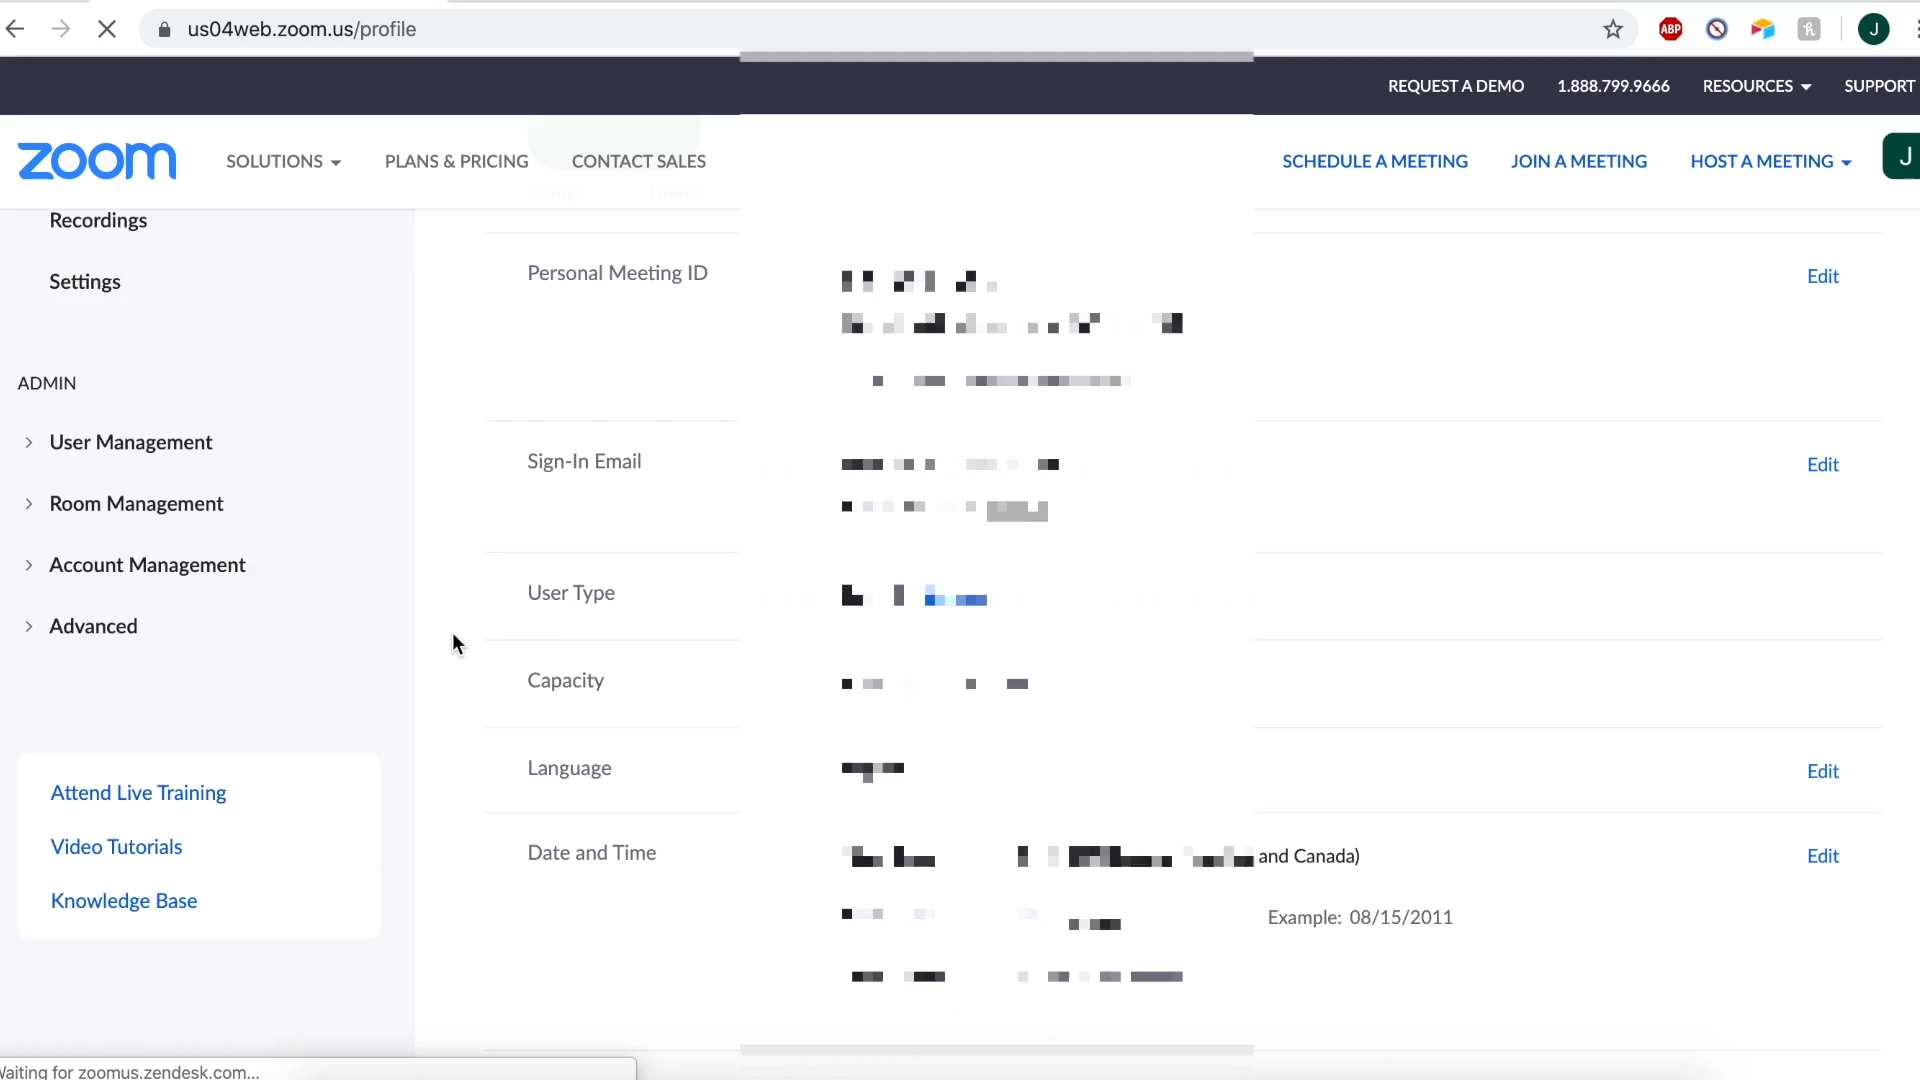 us04web.zoom.us/profile
ABP
J
REQUEST A DEMO 1.888.799.9666 RESOURCES SUPPORT
zoom SOLUTIONS PLANS & PRICING CONTACT SALES SCHEDULE A MEETING JOIN A MEETING HOST A MEETING J
Change Delete
Recordings
Settings
ADMIN
User Management
Room Management
Account Management
Advanced
Attend Live Training
Video Tutorials
Knowledge Base
Personal Meeting ID Edit
Sign-In Email Edit
User Type
Capacity
Language Edit
Date and Time and Canada) Edit
Example: 08/15/2011
Waiting for zoomus.zendesk.com...